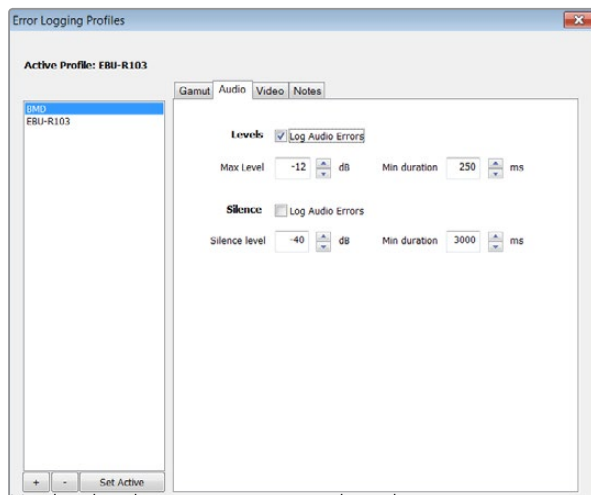 Error Logging Profiles
Active Profile: EBU-R103
Gamut Audio Video Notes
BMD
EBU-R103
Levels Log Audio Errors
Max Level -12 dB Min duration 250 ms
Silence Log Audio Errors
Silence level -40 dB Min duration 3000 ms
+ - Set Active